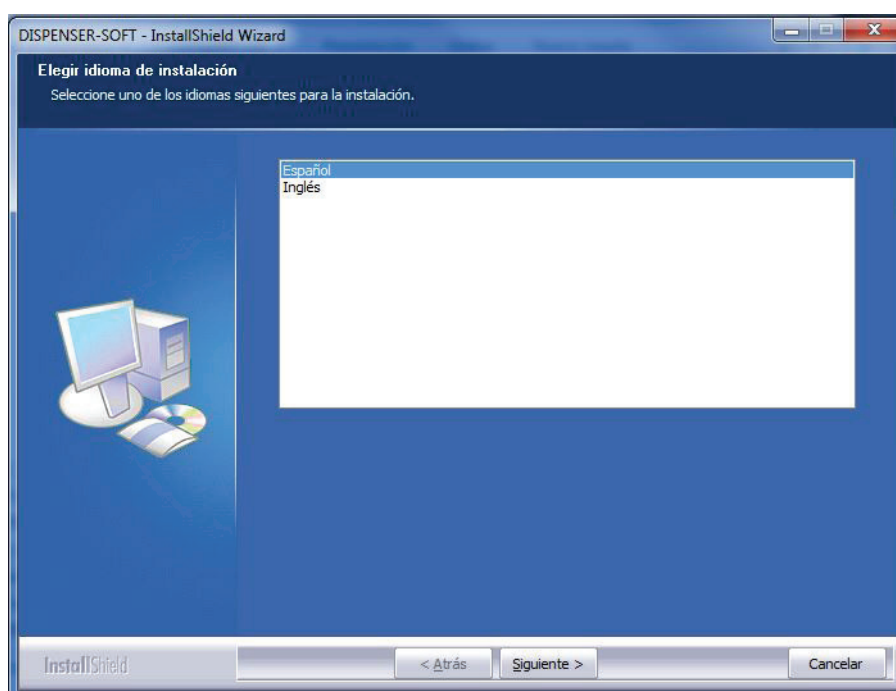 DISPENSER-SOFT - InstallShield Wizard
Elegir idioma de instalación
Seleccione uno de los idiomas siguientes para la instalación.
Español
Inglés
InstallShield
< Atrás
Siguiente >
Cancelar